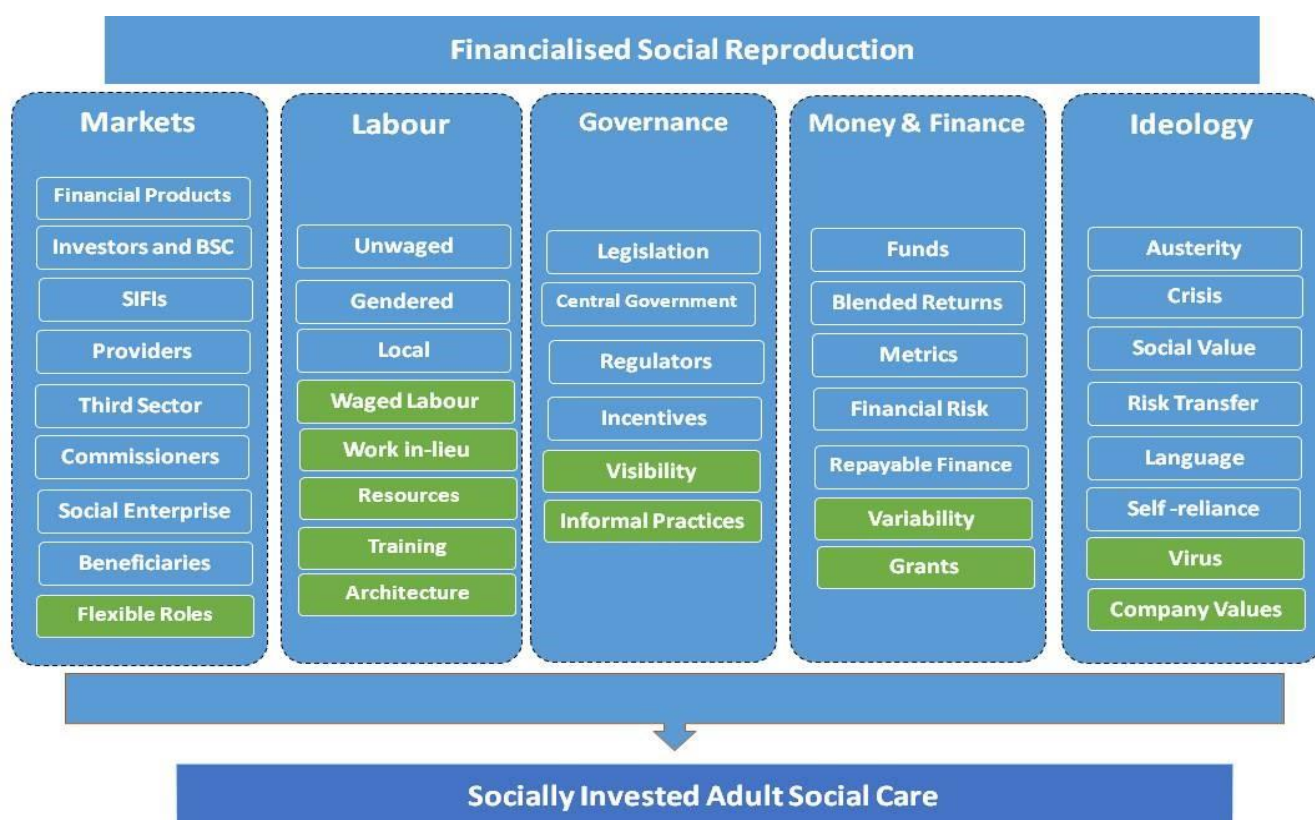 Financialised Social Reproduction
Markets
Financial Products
Investors and BSC
SIFIs
Providers
Third Sector
Commissioners
Social Enterprise
Beneficiaries
Flexible Roles
Labour
Unwaged
Gendered
Local
Waged Labour
Work in-lieu
Resources
Training
Architecture
Governance
Legislation
Central Government
Regulators
Incentives
Visibility
Informal Practices
Money & Finance
Funds
Blended Returns
Metrics
Financial Risk
Repayable Finance
Variability
Grants
Ideology
Austerity
Crisis
Social Value
Risk Transfer
Language
Self -reliance
Virus
Company Values
Socially Invested Adult Social Care